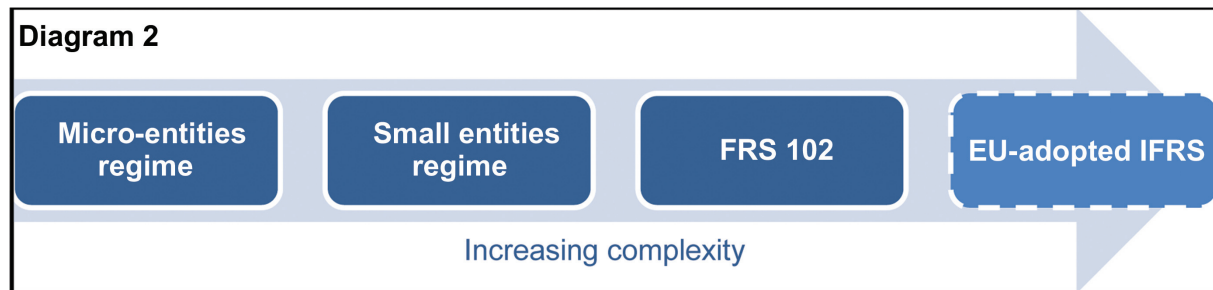 Diagram 2
Micro-entities
regime
Small entities
regime
FRS 102
EU-adopted IFRS
Increasing complexity